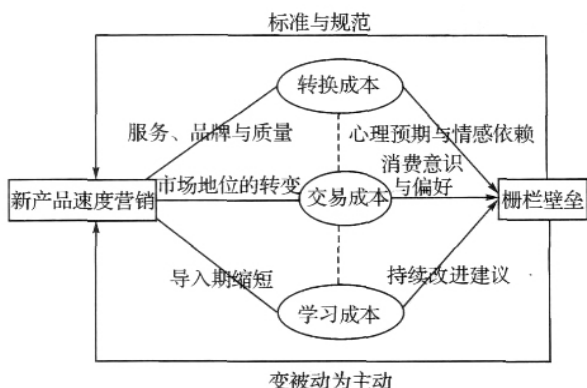 标准与规范
转换成本
服务、品牌与质量
心理预期与情感依赖
消费意识
与偏好
新产品速度营销
市场地位的转变
交易成本
栅栏壁垒
导入期缩短
持续改进建议
学习成本
变被动为主动